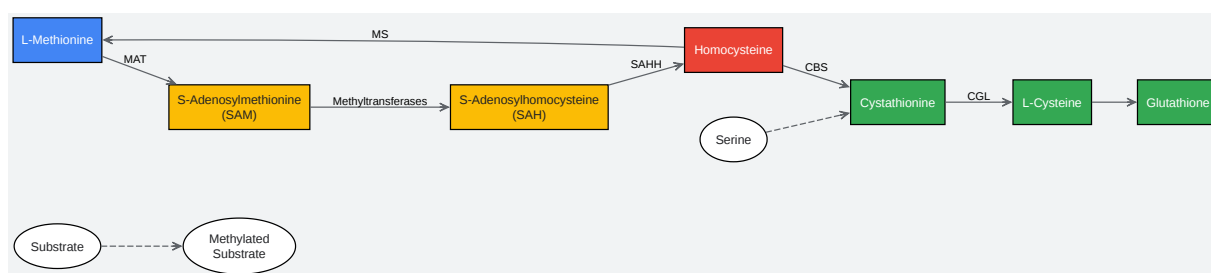 L-Methionine
MS
Homocysteine
MAT
SAHH
CBS
S-Adenosylmethionine
(SAM)
Methyltransferases
S-Adenosylhomocysteine
(SAH)
Cystathionine
CGL
L-Cysteine
Glutathione
Serine
Substrate
Methylated
Substrate